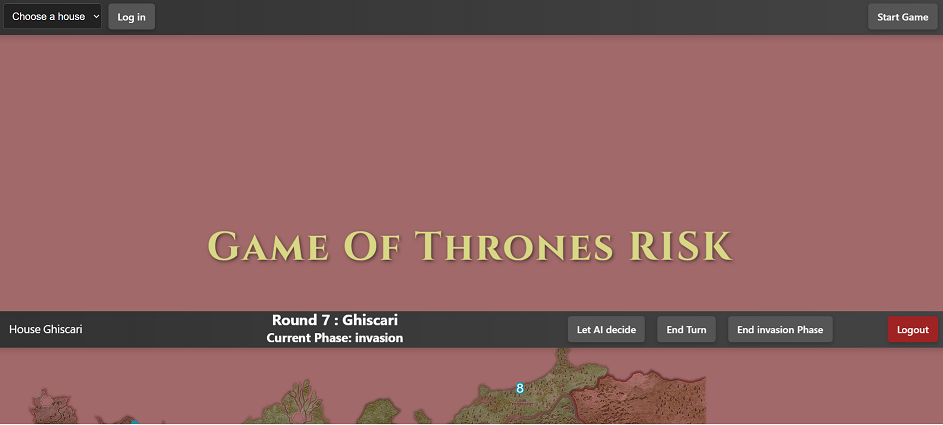 Choose a house
Log in
Start Game
Game Of Thrones RISK
House Ghiscari
Round 7 : Ghiscari
Current Phase: invasion
Let AI decide
End Turn
End invasion Phase
Logout
8